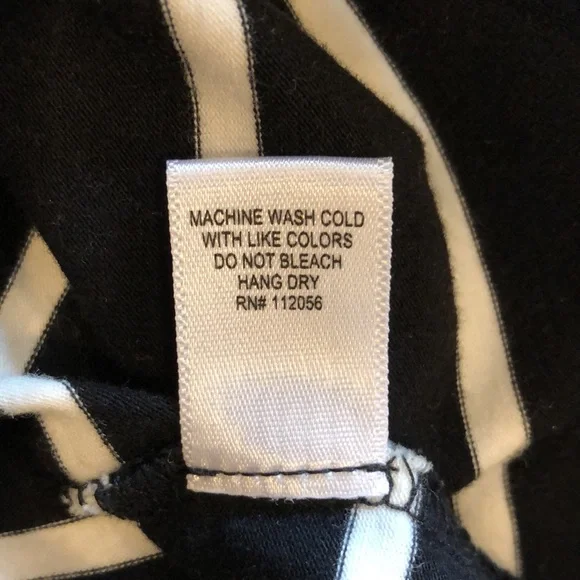 MACHINE WASH COLD
WITH LIKE COLORS
DO NOT BLEACH
HANG DRY
RN# 112056